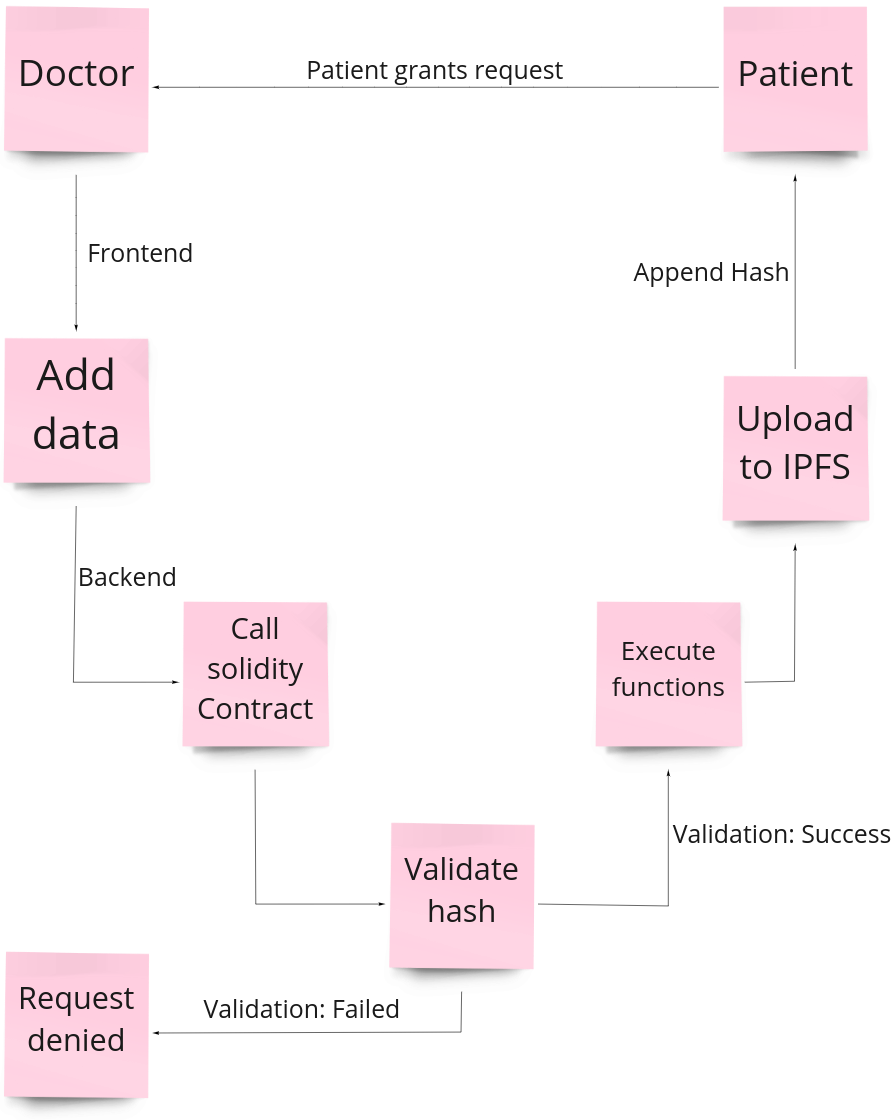 Doctor
Patient grants request
Patient
Frontend
Append Hash
Add
data
Upload
to IPFS
Backend
Call
solidity
Contract
Execute
functions
Validation: Success
Validate
hash
Request
denied
Validation: Failed